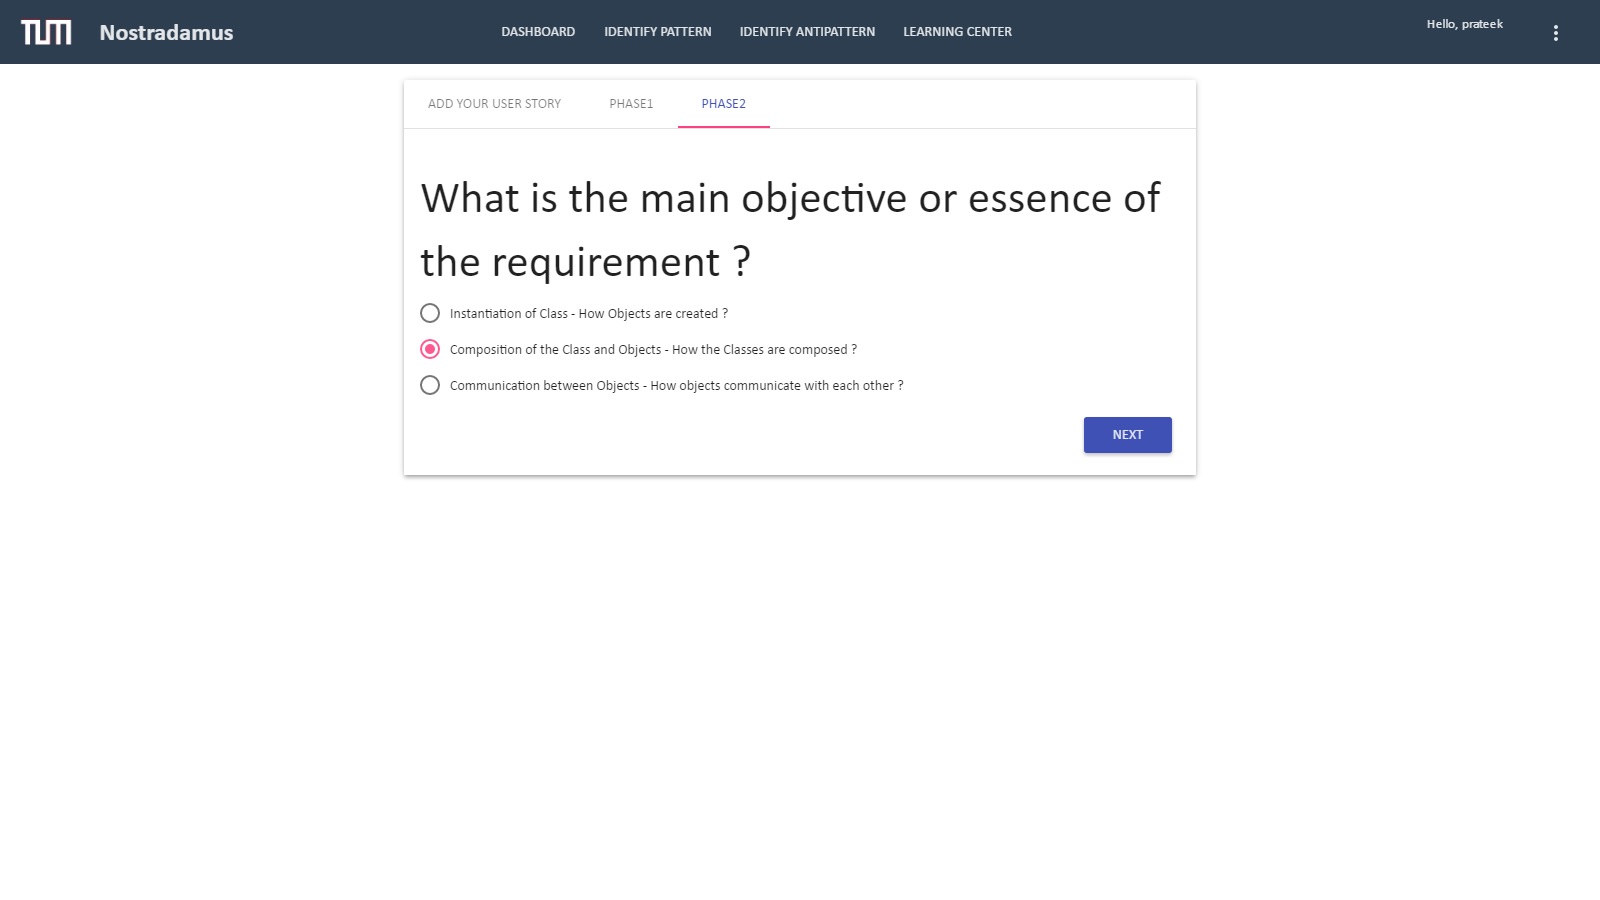 TUM Nostradamus DASHBOARD IDENTIFY PATTERN IDENTIFY ANTIPATTERN LEARNING CENTER Hello, prateek
ADD YOUR USER STORY PHASE1 PHASE2
What is the main objective or essence of
the requirement ?
Instantiation of Class - How Objects are created ?
Composition of the Class and Objects - How the Classes are composed ?
Communication between Objects - How objects communicate with each other ?
NEXT